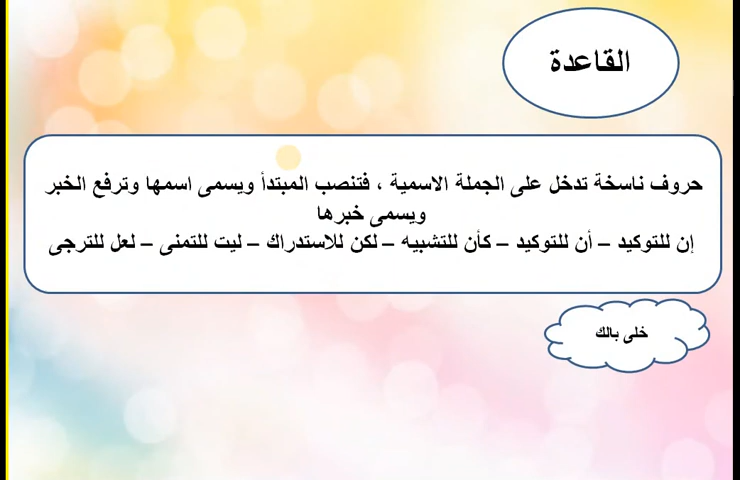 القاعدة
حروف ناسخة تدخل على الجملة الاسمية ، فتنصب المبتدأ ويسمى اسمها وترفع الخبر
ويسمى خبرها
إن للتوكيد – أن للتوكيد – كأن للتشبيه – لكن للاستدراك – ليت للتمنى – لعل للترجى
خلى بالك